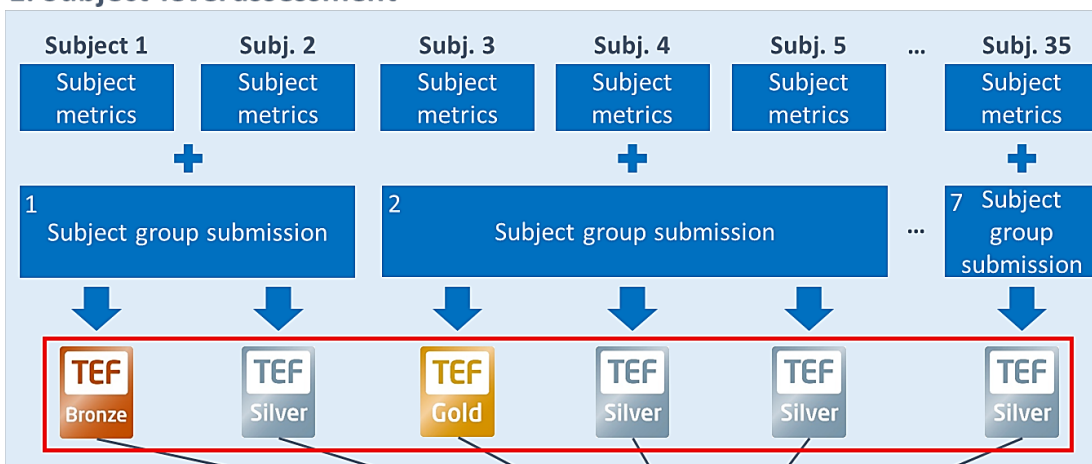 Subject 1 Subj. 2 Subj. 3 Subj. 4 Subj. 5 ... Subj. 35
Subject metrics
Subject metrics
Subject metrics
Subject metrics
Subject metrics
Subject metrics
1 Subject group submission
2 Subject group submission
...
7 Subject
group
submission
TEF
Bronze
TEF
Silver
TEF
Gold
TEF
Silver
TEF
Silver
TEF
Silver